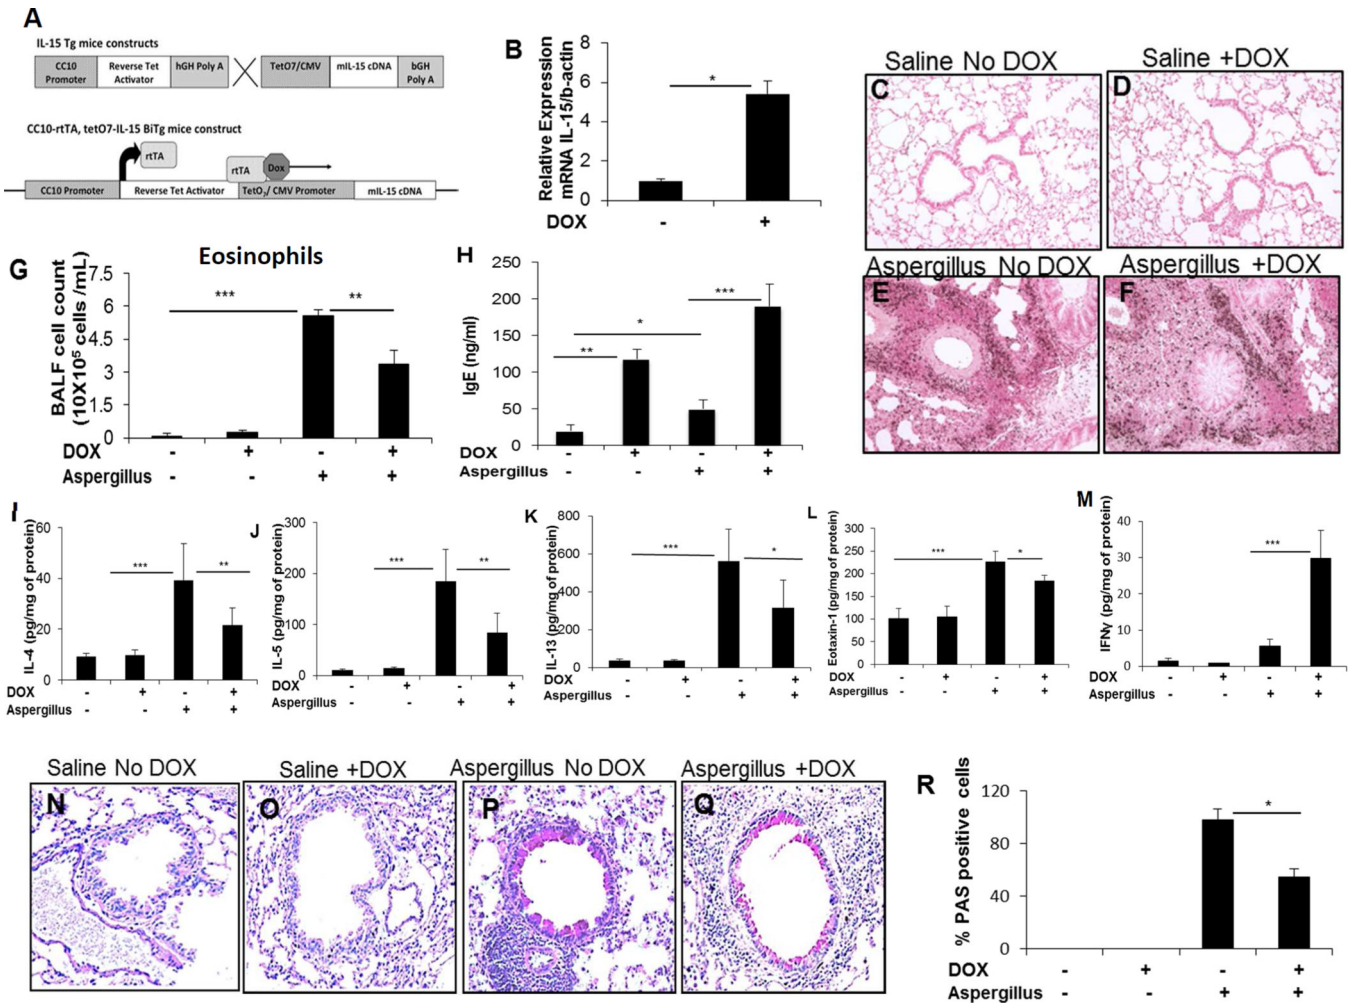 A
IL-15 Tg mice constructs
CC10 Promoter
Reverse Tet Activator
hGH Poly A
TetO7/CMV
mIL-15 cDNA
bGH Poly A
CC10-rtTA, tetO7-IL-15 BiTg mice construct
rtTA
rtTA
Dox
CC10 Promoter
Reverse Tet Activator
TetO7/ CMV Promoter
mIL-15 cDNA
B
Relative Expression
mRNA IL-15/b-actin
8
6
4
2
0
*
DOX - +
Saline No DOX
C
Saline +DOX
D
Aspergillus No DOX
E
Aspergillus +DOX
F
G
Eosinophils
BALF cell count
(10X10⁵ cells /mL)
7.5
6
4.5
3
1.5
0
***
**
DOX - + - +
Aspergillus - - + +
H
IgE (ng/ml)
250
200
150
100
50
0
**
*
***
DOX - + - +
Aspergillus - - + +
I
IL-4 (pg/mg of protein)
60
40
20
0
***
**
DOX - + - +
Aspergillus - - + +
J
IL-5 (pg/mg of protein)
300
200
100
0
***
**
DOX - + - +
Aspergillus - - + +
K
IL-13 (pg/mg of protein)
800
600
400
200
0
***
*
DOX - + - +
Aspergillus - - + +
L
Eotaxin-1 (pg/mg of protein)
300
250
200
150
100
50
0
***
*
DOX - + - +
Aspergillus - - + +
M
IFNγ (pg/mg of protein)
40
30
20
10
0
***
DOX - + - +
Aspergillus - - + +
Saline No DOX
N
Saline +DOX
O
Aspergillus No DOX
P
Aspergillus +DOX
Q
R
% PAS positive cells
120
80
40
0
*
DOX - + - +
Aspergillus - - + +